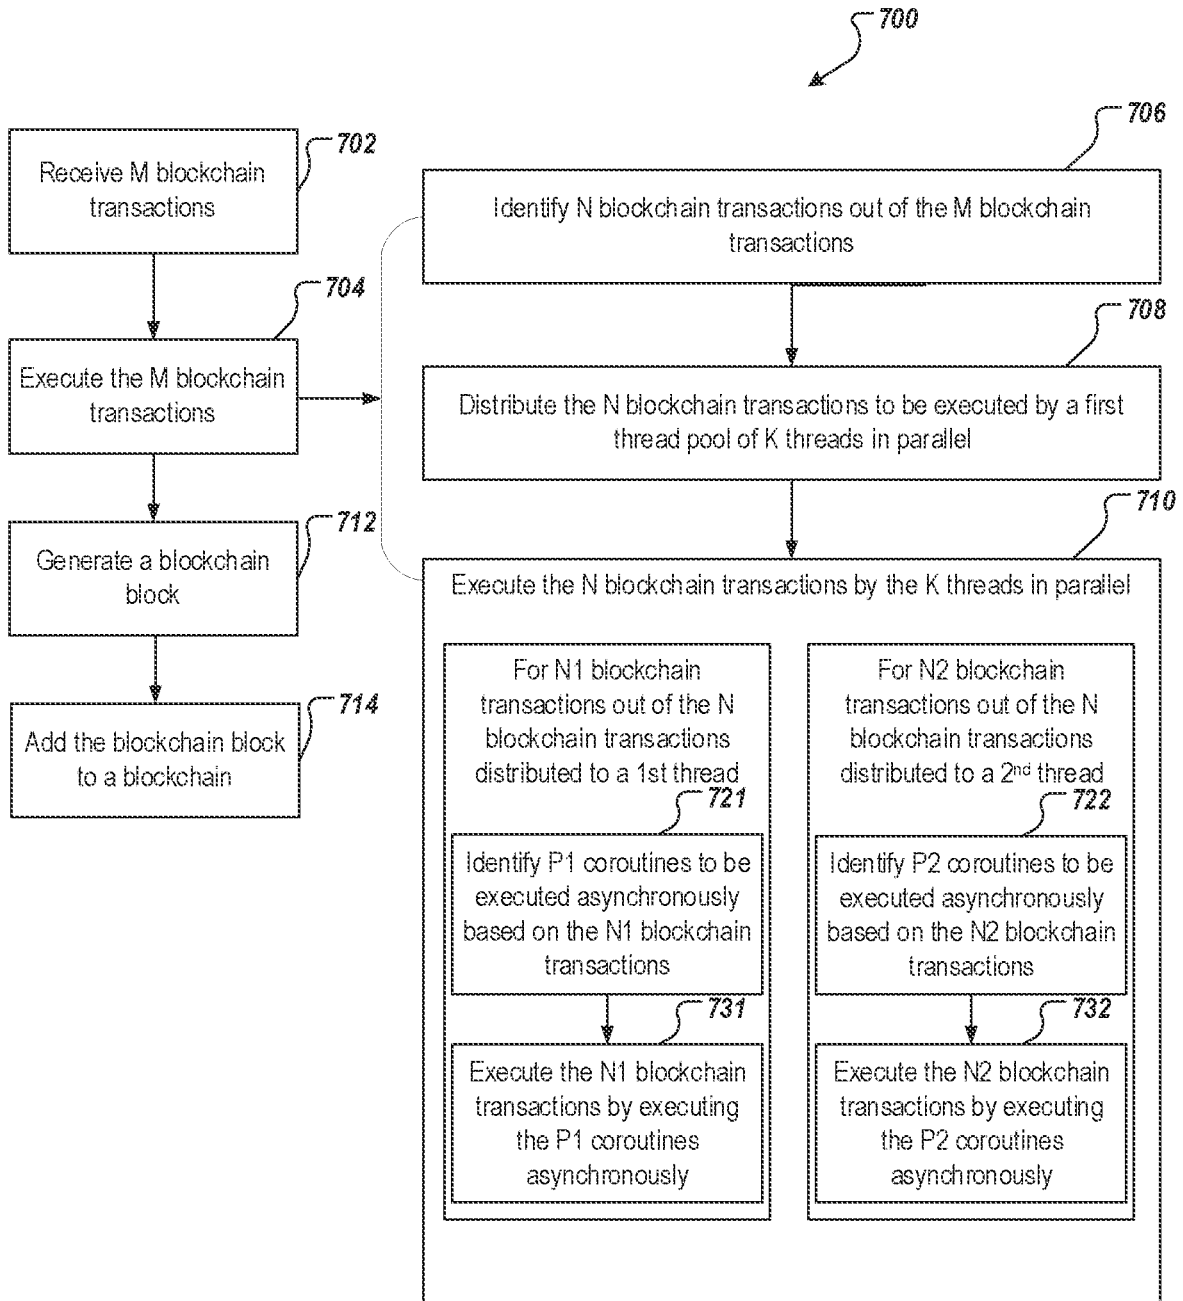 700
702
Receive M blockchain
transactions
704
Execute the M blockchain
transactions
712
Generate a blockchain
block
714
Add the blockchain block
to a blockchain
706
Identify N blockchain transactions out of the M blockchain
transactions
708
Distribute the N blockchain transactions to be executed by a first
thread pool of K threads in parallel
710
Execute the N blockchain transactions by the K threads in parallel
For N1 blockchain
transactions out of the N
blockchain transactions
distributed to a 1st thread
721
Identify P1 coroutines to be
executed asynchronously
based on the N1 blockchain
transactions
731
Execute the N1 blockchain
transactions by executing
the P1 coroutines
asynchronously
For N2 blockchain
transactions out of the N
blockchain transactions
distributed to a 2nd thread
722
Identify P2 coroutines to be
executed asynchronously
based on the N2 blockchain
transactions
732
Execute the N2 blockchain
transactions by executing
the P2 coroutines
asynchronously